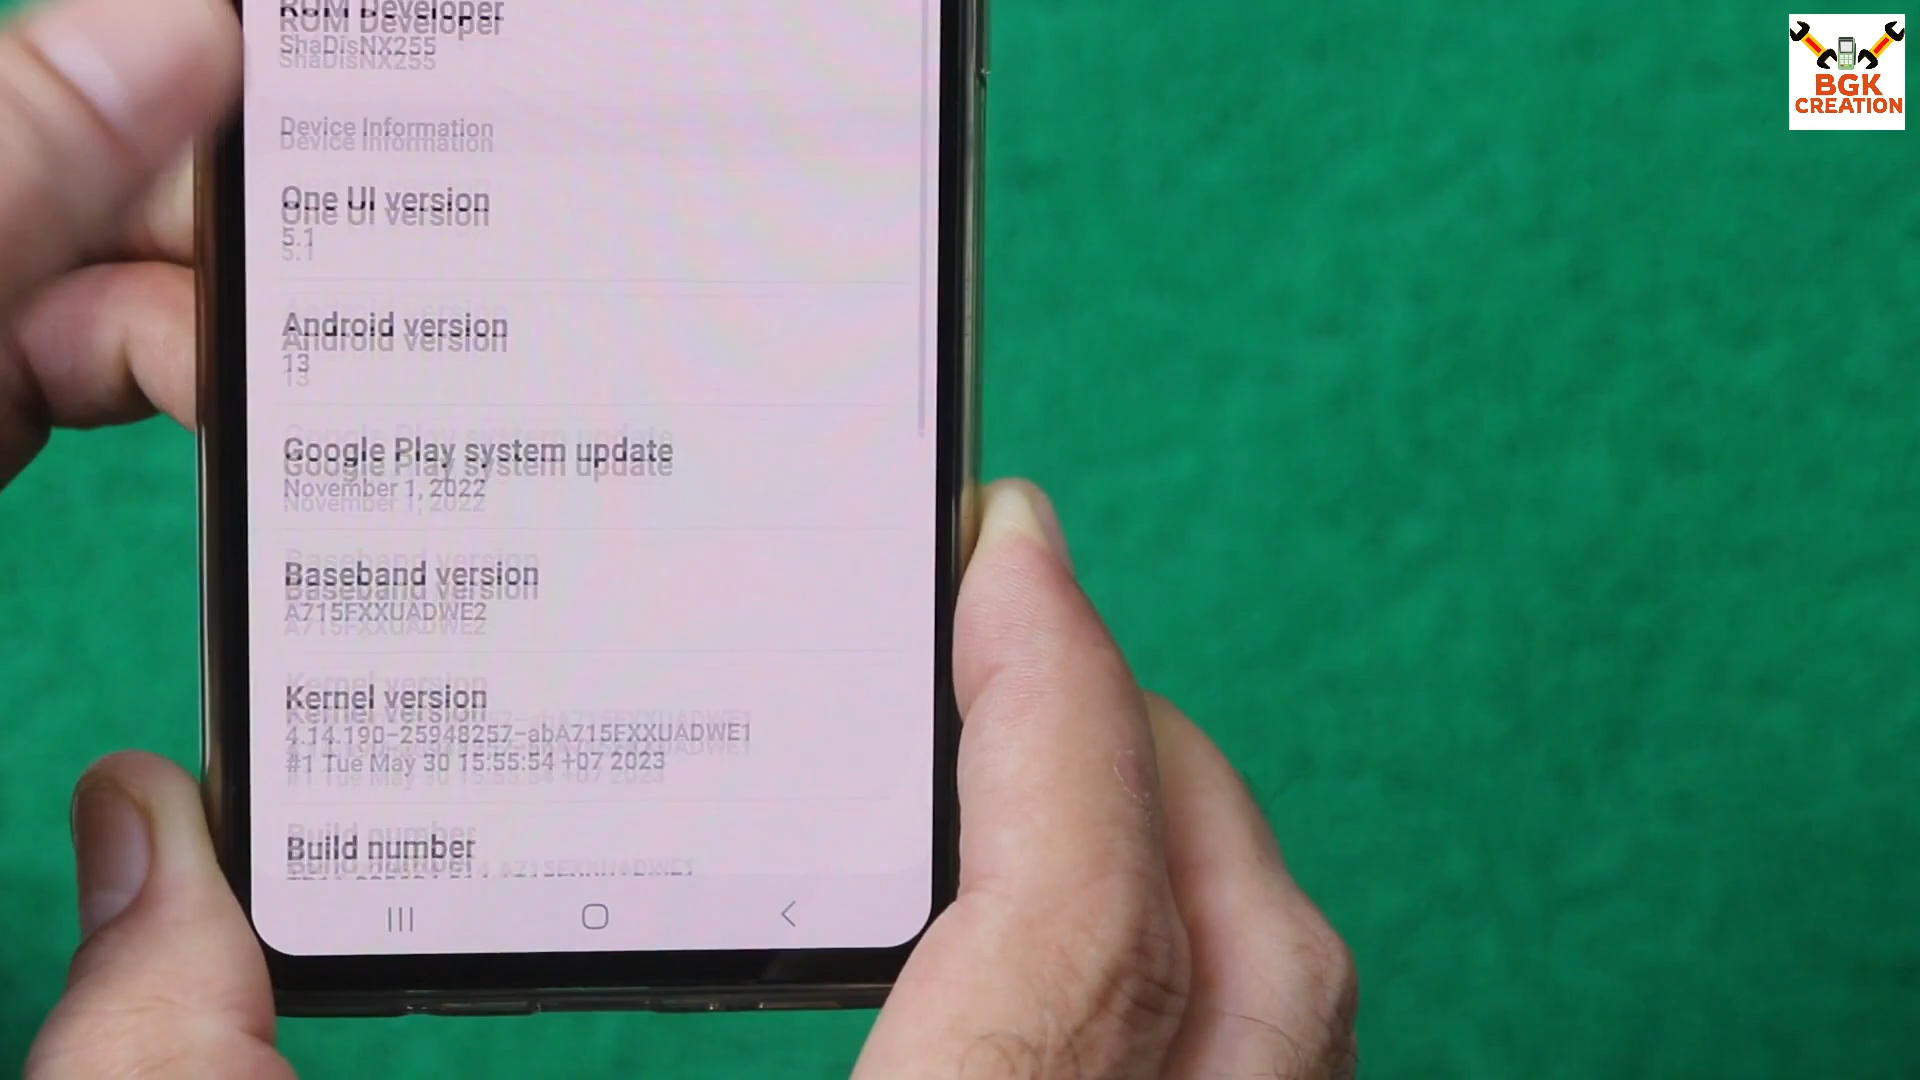 ROM Developer
ShaDisNX255
Device Information
One UI version
5.1
Android version
13
Google Play system update
November 1, 2022
Baseband version
A715FXXUADWE2
Kernel version
4.14.190-25948257-abA715FXXUADWE1
#1 Tue May 30 15:55:54 +07 2023
Build number
BGK
CREATION